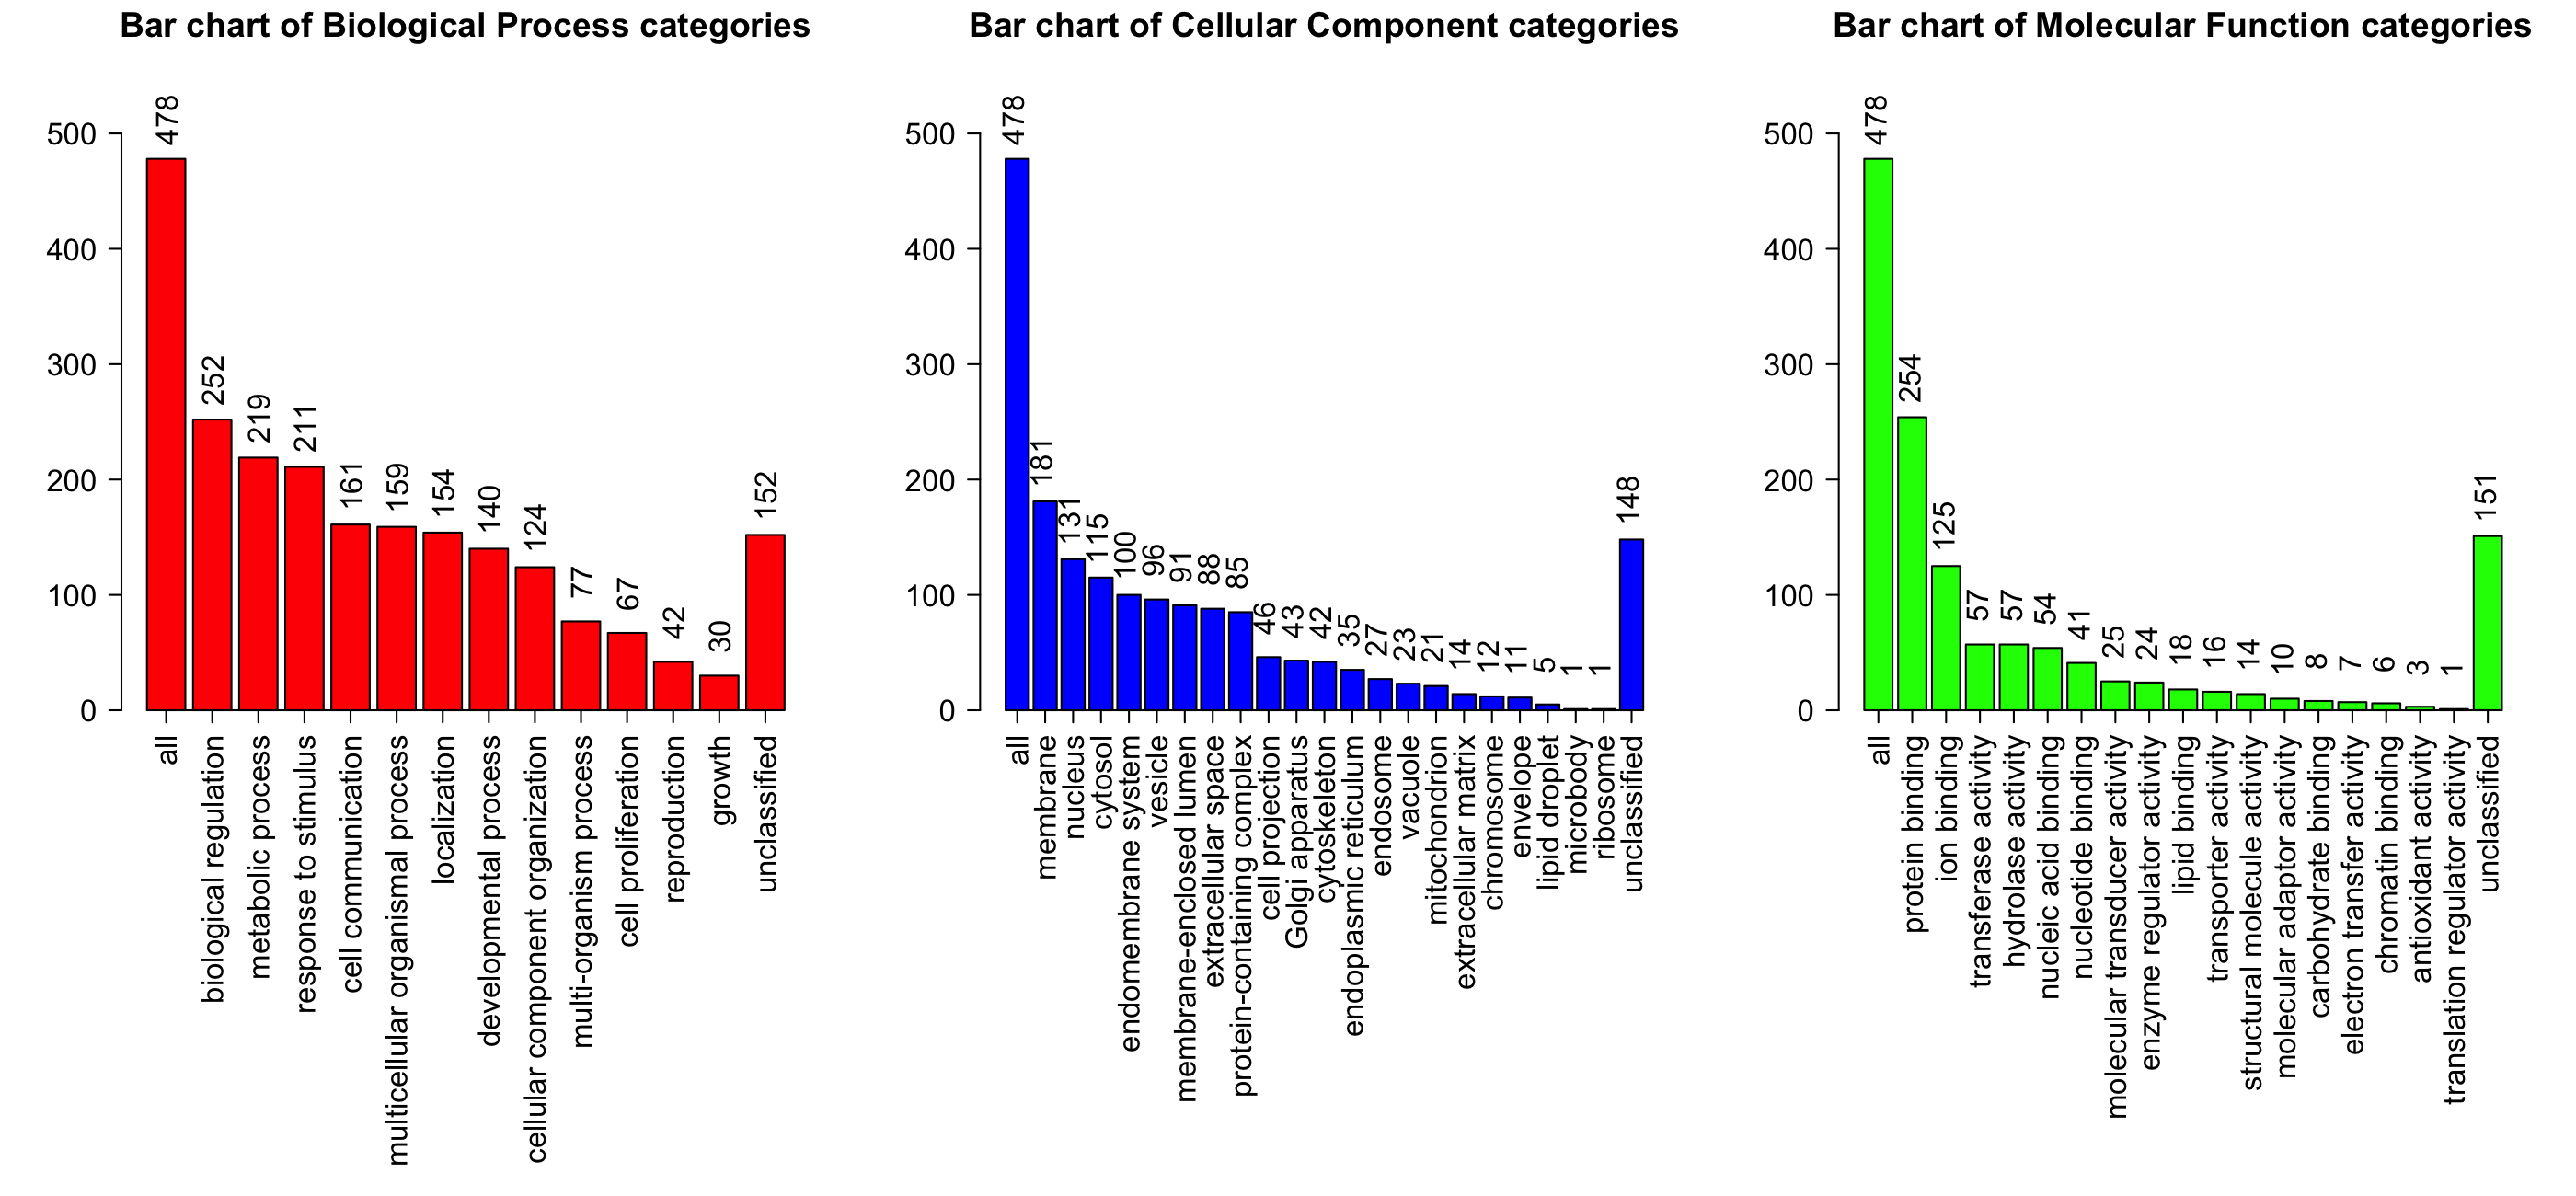 Bar chart of Biological Process categories
500
400
300
200
100
0
478
252
219
211
161
159
154
140
124
77
67
42
30
152
all
biological regulation
metabolic process
response to stimulus
cell communication
multicellular organismal process
localization
developmental process
cellular component organization
multi-organism process
cell proliferation
reproduction
growth
unclassified
Bar chart of Cellular Component categories
500
400
300
200
100
0
478
181
131
115
100
96
91
88
85
46
43
42
35
27
23
21
14
12
11
5
1
1
148
all
membrane
nucleus
cytosol
endomembrane system
vesicle
membrane-enclosed lumen
extracellular space
protein-containing complex
cell projection
Golgi apparatus
cytoskeleton
endoplasmic reticulum
endosome
vacuole
mitochondrion
extracellular matrix
chromosome
envelope
lipid droplet
microbody
ribosome
unclassified
Bar chart of Molecular Function categories
500
400
300
200
100
0
478
254
125
57
57
54
41
25
24
18
16
14
10
8
7
6
3
1
151
all
protein binding
ion binding
transferase activity
hydrolase activity
nucleic acid binding
nucleotide binding
molecular transducer activity
enzyme regulator activity
lipid binding
transporter activity
structural molecule activity
molecular adaptor activity
carbohydrate binding
electron transfer activity
chromatin binding
antioxidant activity
translation regulator activity
unclassified